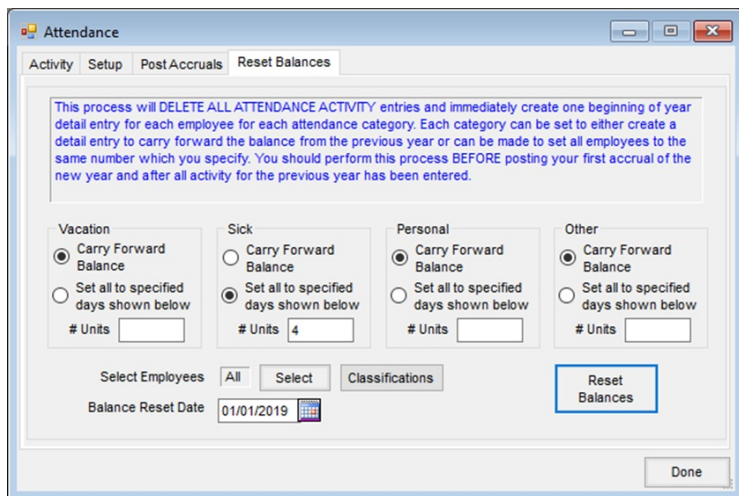 Attendance
Activity Setup Post Accruals Reset Balances
This process will DELETE ALL ATTENDANCE ACTIVITY entries and immediately create one beginning of year
detail entry for each employee for each attendance category. Each category can be set to either create a
detail entry to carry forward the balance from the previous year or can be made to set all employees to the
same number which you specify. You should perform this process BEFORE posting your first accrual of the
new year and after all activity for the previous year has been entered.
Vacation
Carry Forward
Balance
Set all to specified
days shown below
# Units
Sick
Carry Forward
Balance
Set all to specified
days shown below
# Units 4
Personal
Carry Forward
Balance
Set all to specified
days shown below
# Units
Other
Carry Forward
Balance
Set all to specified
days shown below
# Units
Select Employees All Select Classifications
Balance Reset Date 01/01/2019
Reset
Balances
Done